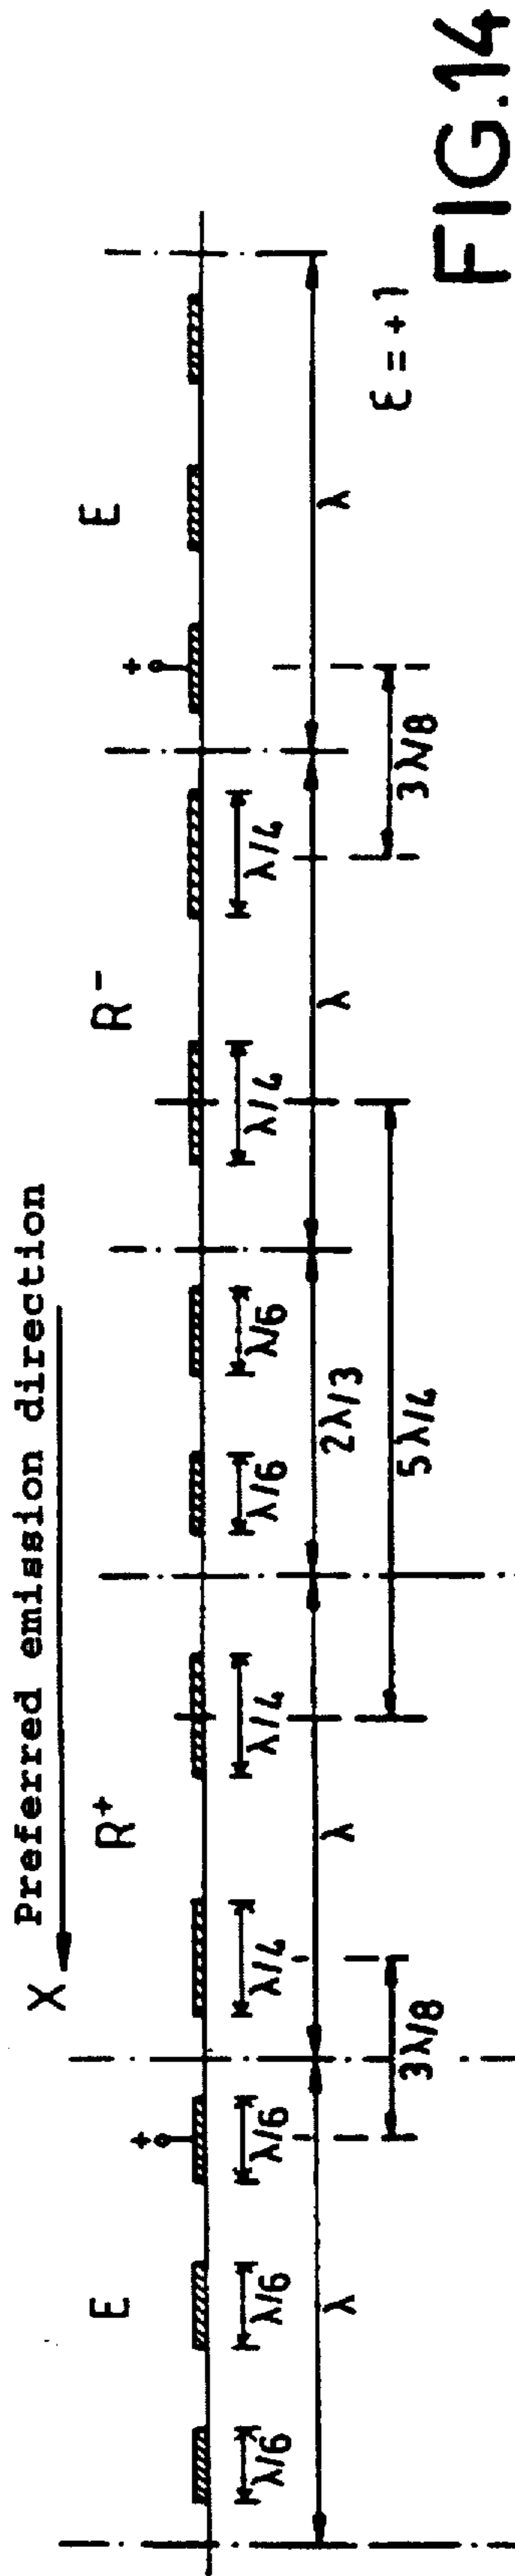 Preferred emission direction
X
E
R⁺
R⁻
E
+
+
λ/6
λ/6
λ/6
λ/4
λ/4
λ/6
λ/6
λ/4
λ/4
λ
λ
2λ/3
λ
λ
3λ/8
5λ/4
3λ/8
Ɛ = +1
FIG.14